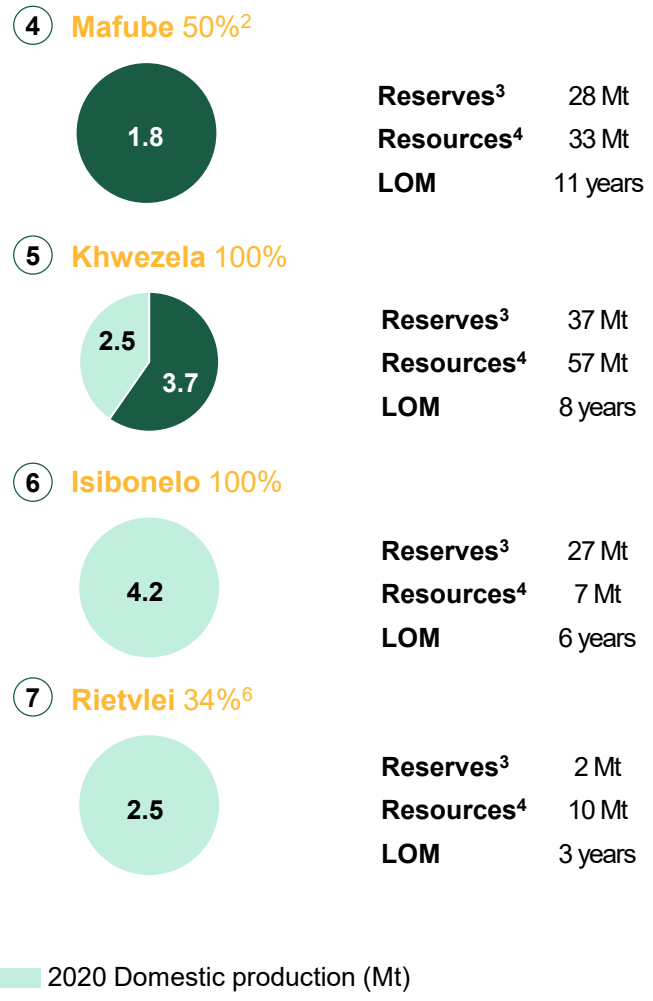 4 Mafube 50%2
1.8
Reserves3 28 Mt
Resources4 33 Mt
LOM 11 years
5 Khwezela 100%
2.5
3.7
Reserves3 37 Mt
Resources4 57 Mt
LOM 8 years
6 Isibonelo 100%
4.2
Reserves3 27 Mt
Resources4 7 Mt
LOM 6 years
7 Rietvlei 34%6
2.5
Reserves3 2 Mt
Resources4 10 Mt
LOM 3 years
2020 Domestic production (Mt)